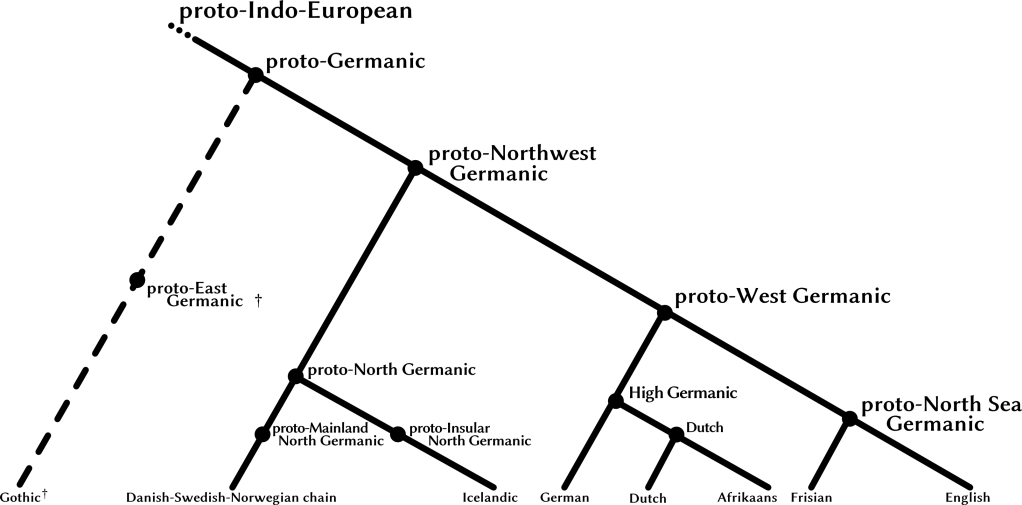 proto-Indo-European
proto-Germanic
proto-Northwest
Germanic
proto-East
Germanic †
proto-West Germanic
proto-North Germanic
High Germanic
proto-North Sea
Germanic
proto-Mainland
North Germanic
proto-Insular
North Germanic
Dutch
Gothic†
Danish-Swedish-Norwegian chain
Icelandic
German
Dutch
Afrikaans
Frisian
English